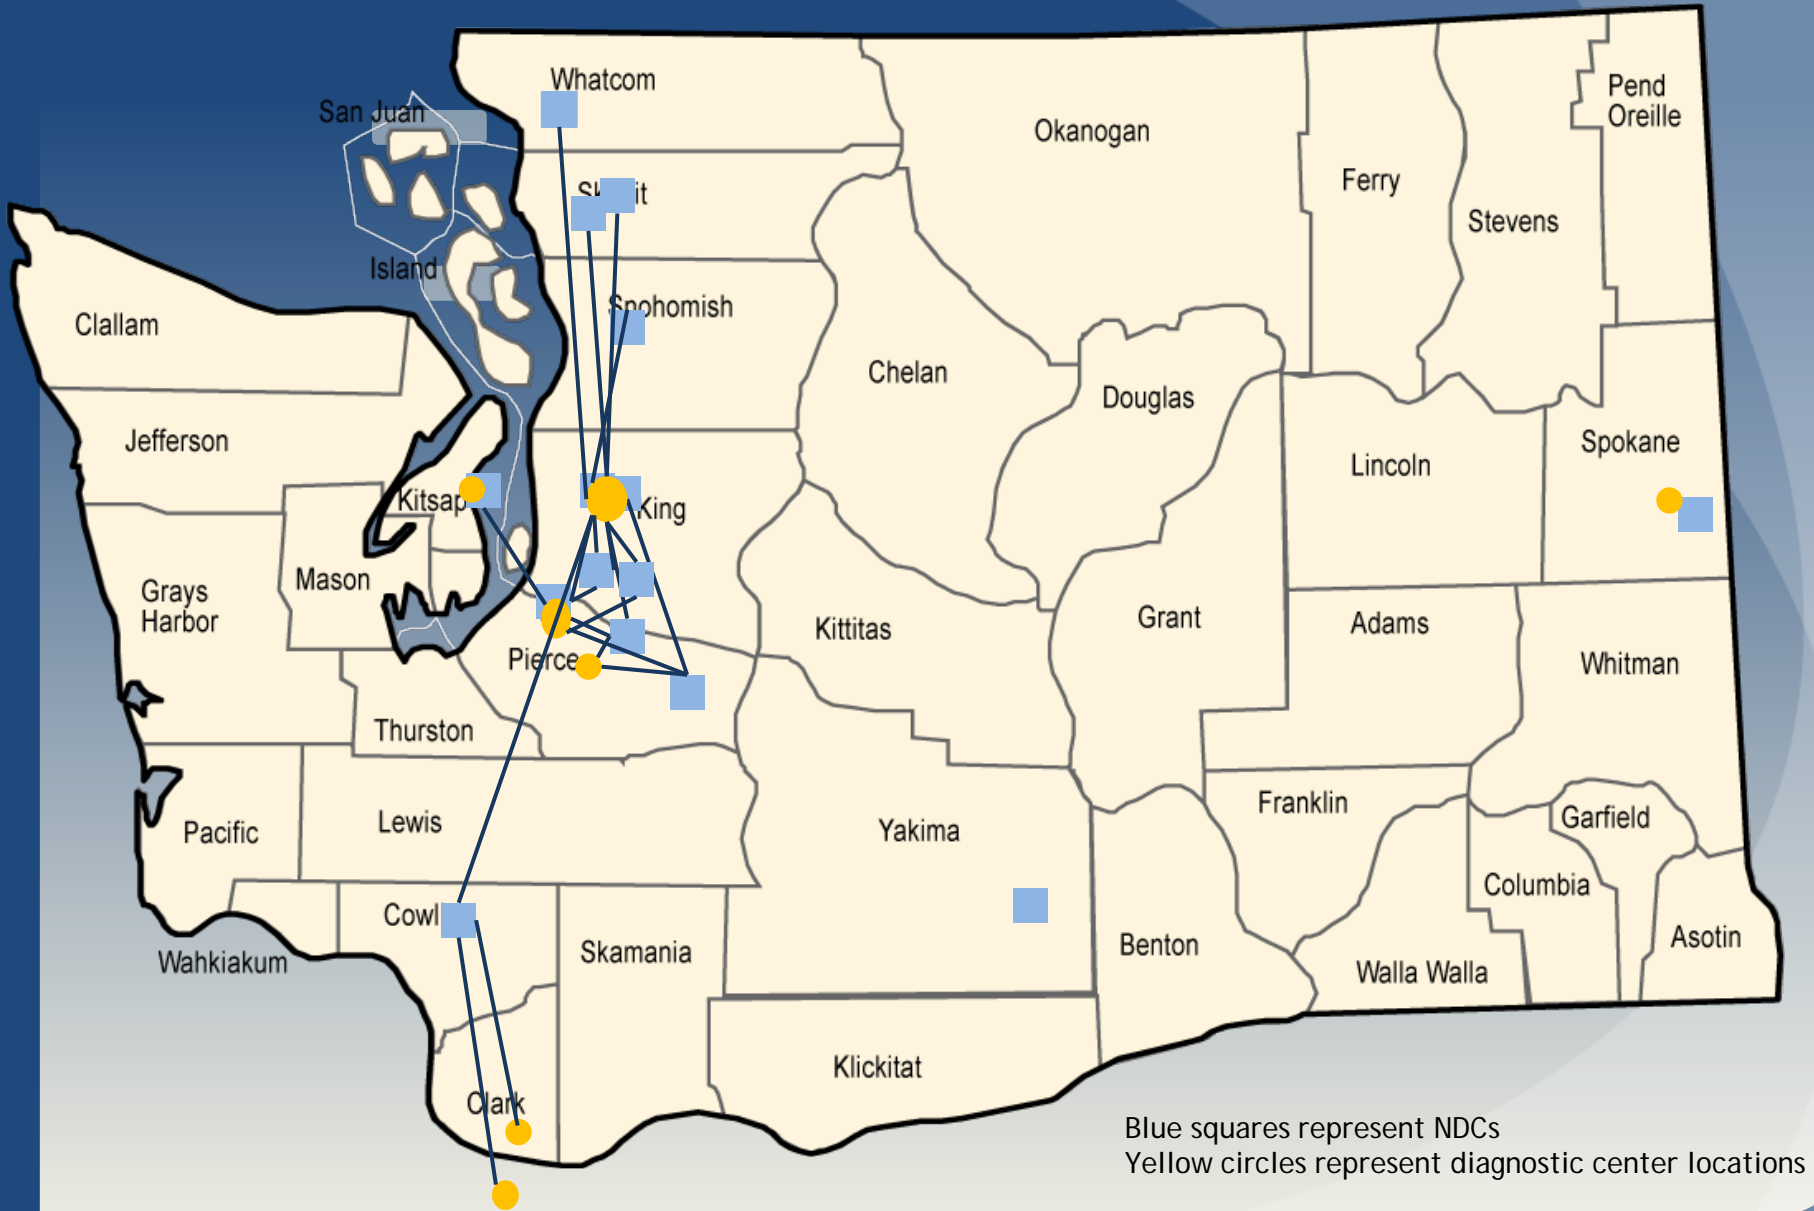 Whatcom
San Juan
Okanogan
Pend
Oreille
Ferry
Stevens
Island
Snohomish
Clallam
Chelan
Douglas
Jefferson
Spokane
Lincoln
Kitsap
King
Mason
Grays
Harbor
Kittitas
Grant
Adams
Pierce
Whitman
Thurston
Franklin
Garfield
Pacific
Lewis
Yakima
Columbia
Cowl
Asotin
Wahkiakum
Skamania
Benton
Walla Walla
Klickitat
Clark
Blue squares represent NDCs
Yellow circles represent diagnostic center locations